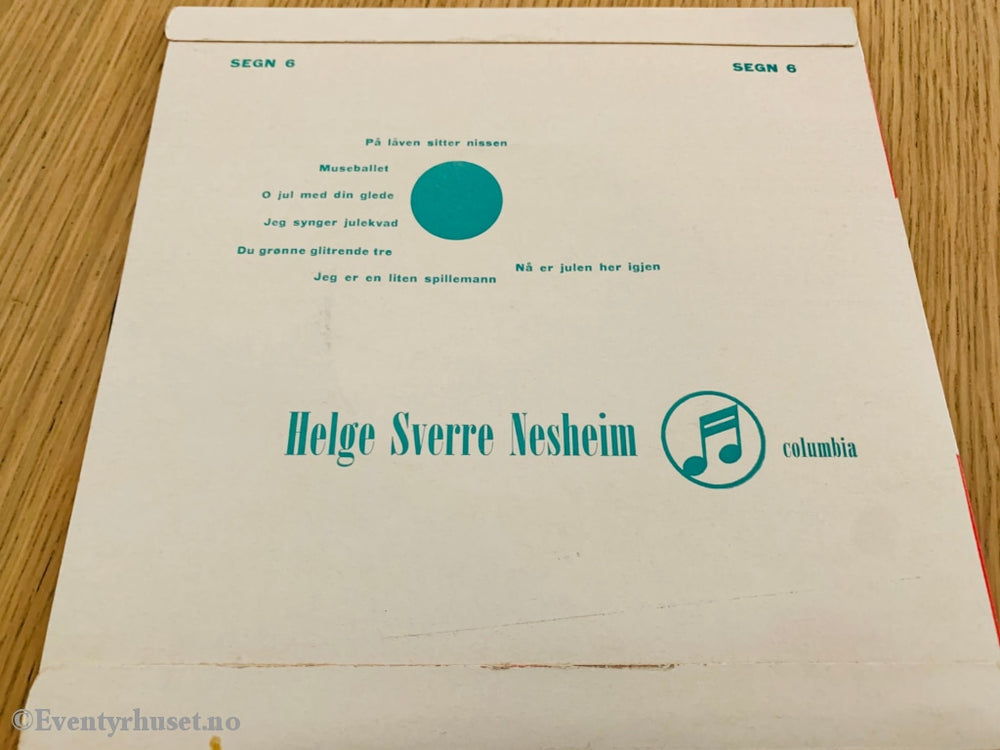 SEGN 6
SEGN 6
På låven sitter nissen
Museballet
O jul med din glede
Jeg synger julekvad
Du grønne glitrende tre
Jeg er en liten spillemann
Nå er julen her igjen
Helge Sverre Nesheim
columbia
©Eventyrhuset.no